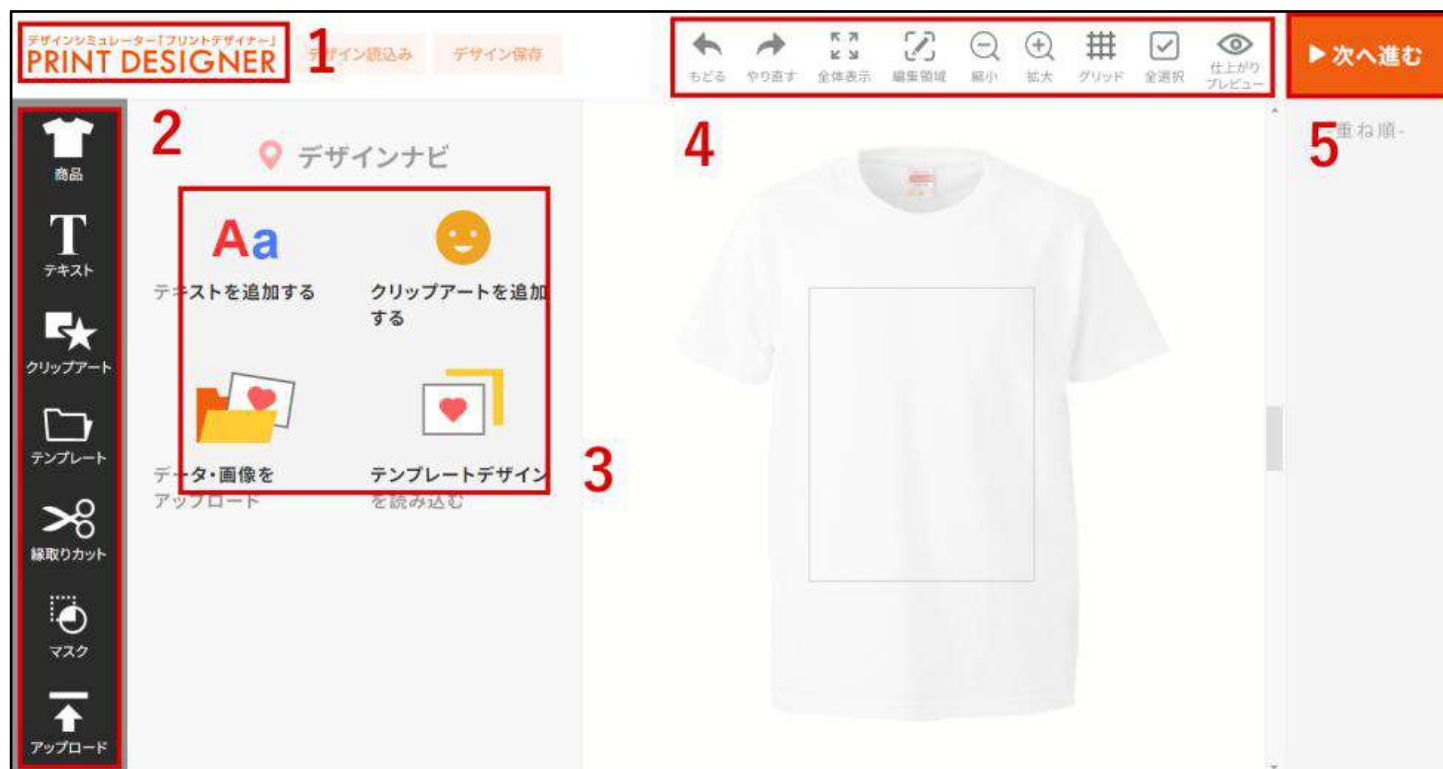 デザインシミュレーター「プリントデザイナー」
PRINT DESIGNER
1
デザイン読込み
デザイン保存
もどる
やり直す
全体表示
編集領域
縮小
拡大
グリッド
全選択
仕上がり
プレビュー
▶次へ進む
2
商品
テキスト
クリップアート
テンプレート
縁取りカット
マスク
アップロード
デザインナビ
Aa
テキストを追加する
クリップアートを追加
する
データ・画像を
アップロード
テンプレートデザイン
を読み込む
3
4
5
-重ね順-